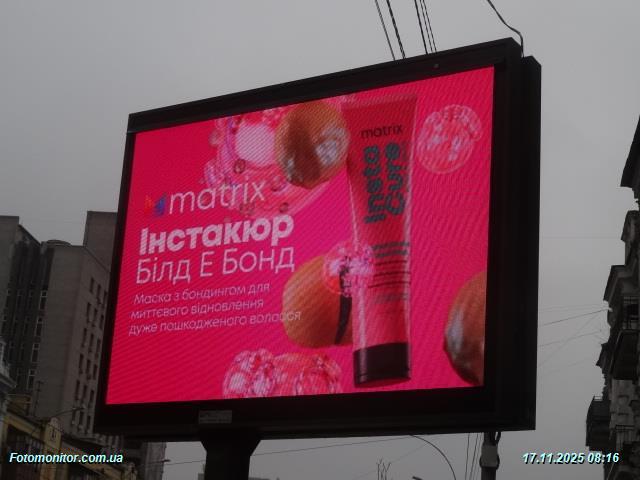 matrix
Інстакюр
Білд Е Бонд
Маска з бондингом для
миттєвого відновлення
дуже пошкодженого волосся
matrix
Insta
Cure
Fotomonitor.com.ua
17.11.2025 08:16